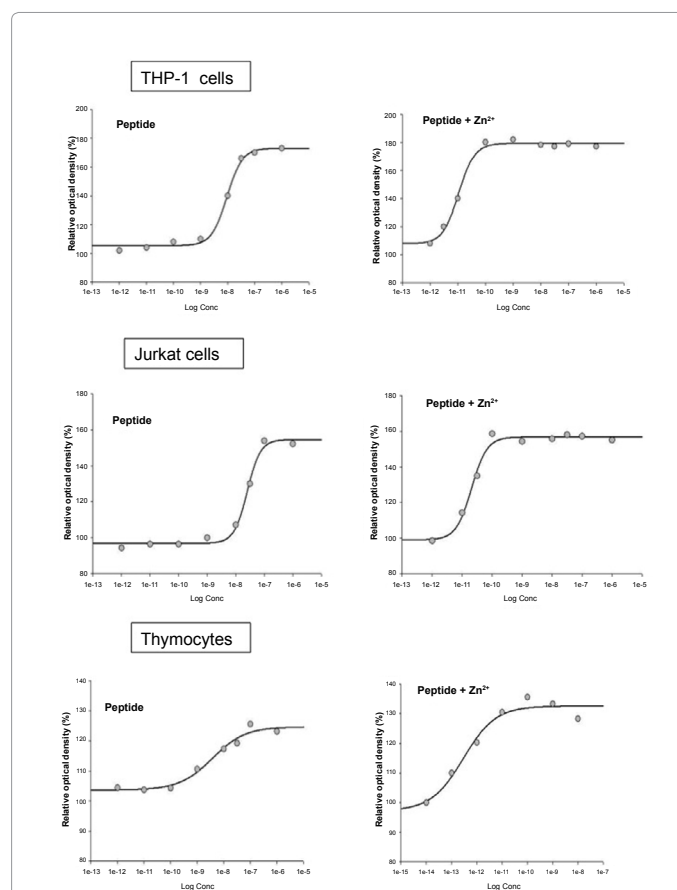 THP-1 cells
Peptide
Relative optical density (%)
200
180
160
140
120
100
80
1e-13 1e-12 1e-11 1e-10 1e-9 1e-8 1e-7 1e-6 1e-5
Log Conc
Peptide + Zn²⁺
Relative optical density (%)
200
180
160
140
120
100
80
1e-13 1e-12 1e-11 1e-10 1e-9 1e-8 1e-7 1e-6 1e-5
Log Conc
Jurkat cells
Peptide
Relative optical density (%)
180
160
140
120
100
80
1e-13 1e-12 1e-11 1e-10 1e-9 1e-8 1e-7 1e-6 1e-5
Log Conc
Peptide + Zn²⁺
Relative optical density (%)
180
160
140
120
100
80
1e-13 1e-12 1e-11 1e-10 1e-9 1e-8 1e-7 1e-6 1e-5
Log Conc
Thymocytes
Peptide
Relative optical density (%)
140
130
120
110
100
90
80
1e-13 1e-12 1e-11 1e-10 1e-9 1e-8 1e-7 1e-6 1e-5
Log Conc
Peptide + Zn²⁺
Relative optical density (%)
140
130
120
110
100
90
80
1e-15 1e-14 1e-13 1e-12 1e-11 1e-10 1e-9 1e-8 1e-7
Log Conc